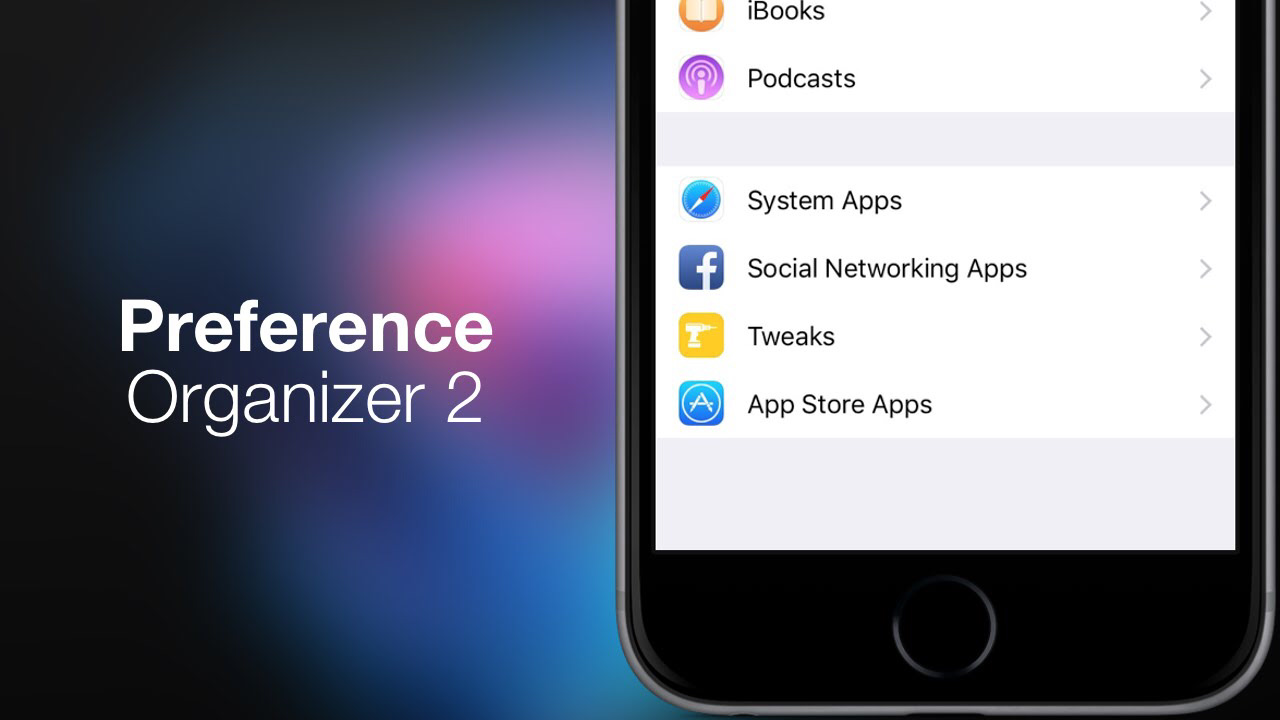 Preference
Organizer 2
iBooks
Podcasts
System Apps
Social Networking Apps
Tweaks
App Store Apps